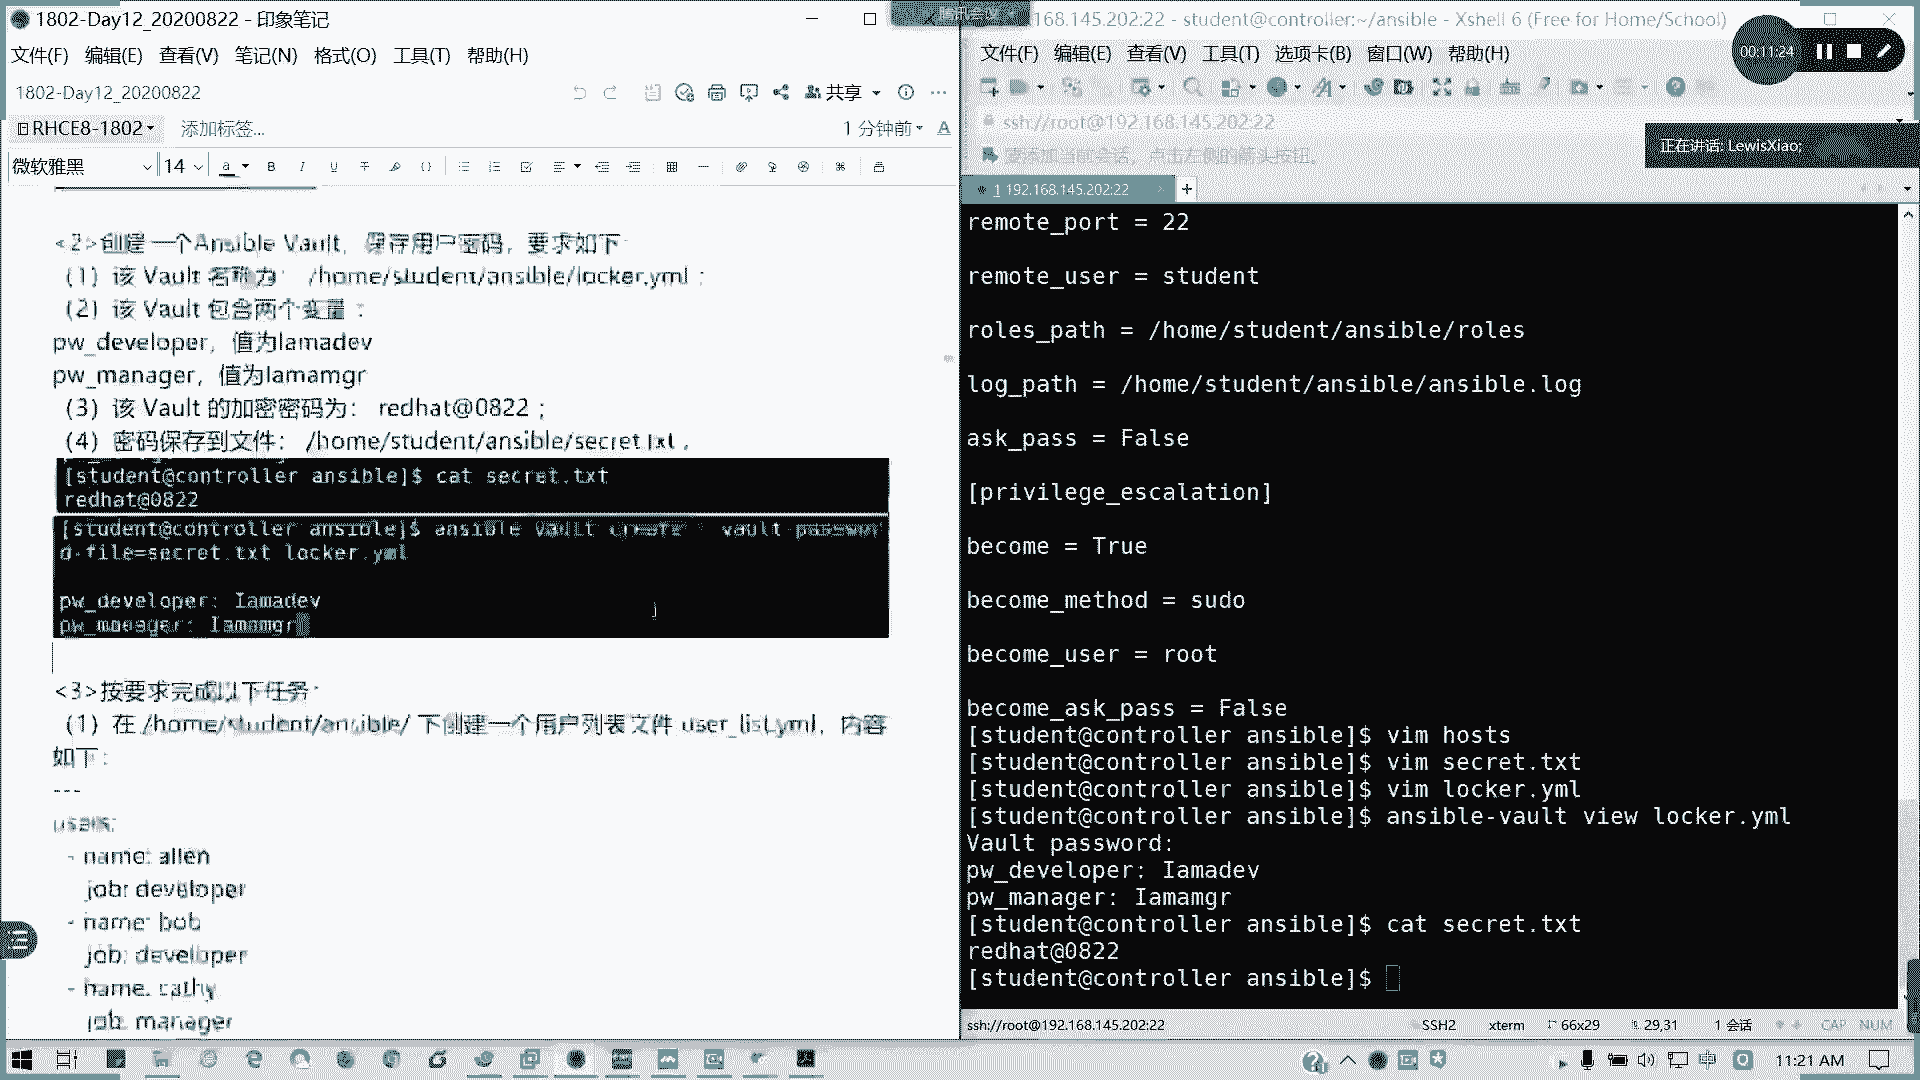 1802-Day12_20200822 - 印象笔记
文件(F) 编辑(E) 查看(V) 笔记(N) 格式(O) 工具(T) 帮助(H)
1802-Day12_20200822
共享
RHCE8-1802
添加标签...
1 分钟前
微软雅黑
14
<2>创建一个Ansible Vault，保存用户密码，要求如下：
（1）该 Vault 名称为： /home/student/ansible/locker.yml；
（2）该 Vault 包含两个变量：
pw_developer，值为Iamadev
pw_manager，值为Iamamgr
（3）该 Vault 的加密密码为： redhat@0822；
（4）密码保存到文件： /home/student/ansible/secret.txt 。
[student@controller ansible]$ cat secret.txt
redhat@0822
[student@controller ansible]$ ansible-vault create --vault-passwor
d-file=secret.txt locker.yml
pw_developer: Iamadev
pw_manager: Iamamgr
<3>按要求完成以下任务：
（1）在 /home/student/ansible/ 下创建一个用户列表文件 user_list.yml，内容
如下：
---
users:
- name: allen
job: developer
- name: bob
job: developer
- name: cathy
job: manager
腾讯会议
168.145.202:22 - student@controller:~/ansible - Xshell 6 (Free for Home/School)
文件(F) 编辑(E) 查看(V) 工具(T) 选项卡(B) 窗口(W) 帮助(H)
00:11:24
ssh://root@192.168.145.202:22
要添加当前会话，点击左侧的箭头按钮。
正在讲话: LewisXiao;
1 192.168.145.202:22
remote_port = 22
remote_user = student
roles_path = /home/student/ansible/roles
log_path = /home/student/ansible/ansible.log
ask_pass = False
[privilege_escalation]
become = True
become_method = sudo
become_user = root
become_ask_pass = False
[student@controller ansible]$ vim hosts
[student@controller ansible]$ vim secret.txt
[student@controller ansible]$ vim locker.yml
[student@controller ansible]$ ansible-vault view locker.yml
Vault password:
pw_developer: Iamadev
pw_manager: Iamamgr
[student@controller ansible]$ cat secret.txt
redhat@0822
[student@controller ansible]$
ssh://root@192.168.145.202:22
SSH2 xterm 66x29 29,31 1 会话 CAP NUM
中
11:21 AM